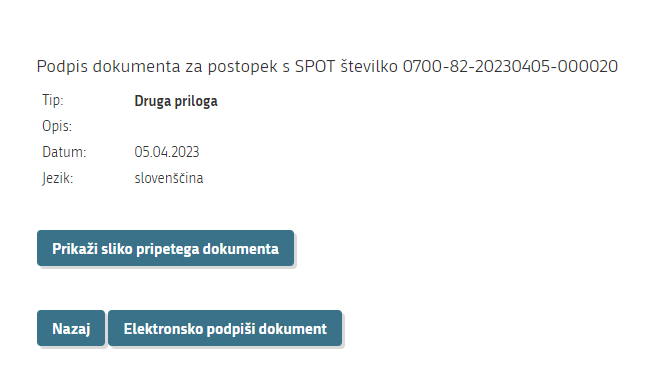 Podpis dokumenta za postopek s SPOT številko 0700-82-20230405-000020
Tip: Druga priloga
Opis:
Datum: 05.04.2023
Jezik: slovenščina
Prikaži sliko pripetega dokumenta
Nazaj Elektronsko podpiši dokument